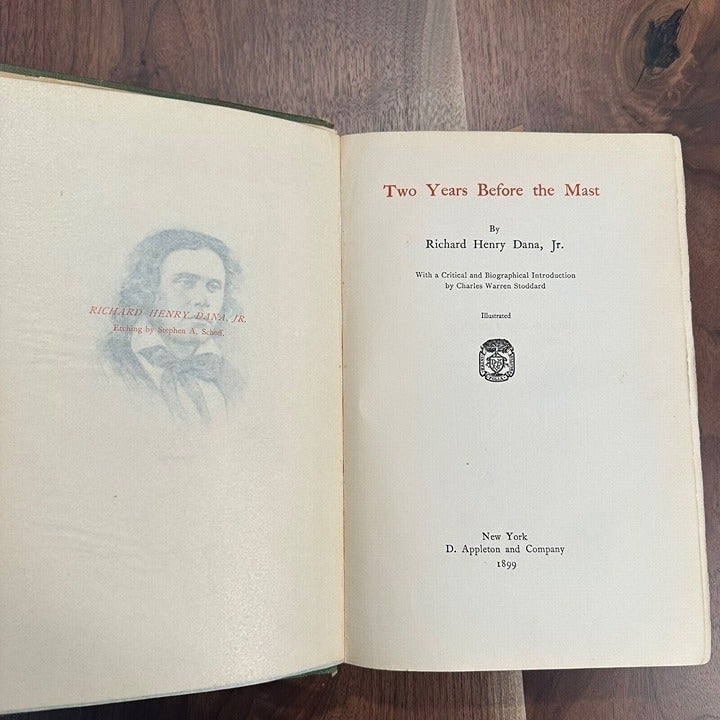 RICHARD HENRY DANA, JR.
Etching by Stephen A. Schoff.
Two Years Before the Mast
By
Richard Henry Dana, Jr.
With a Critical and Biographical Introduction
by Charles Warren Stoddard
Illustrated
New York
D. Appleton and Company
1899